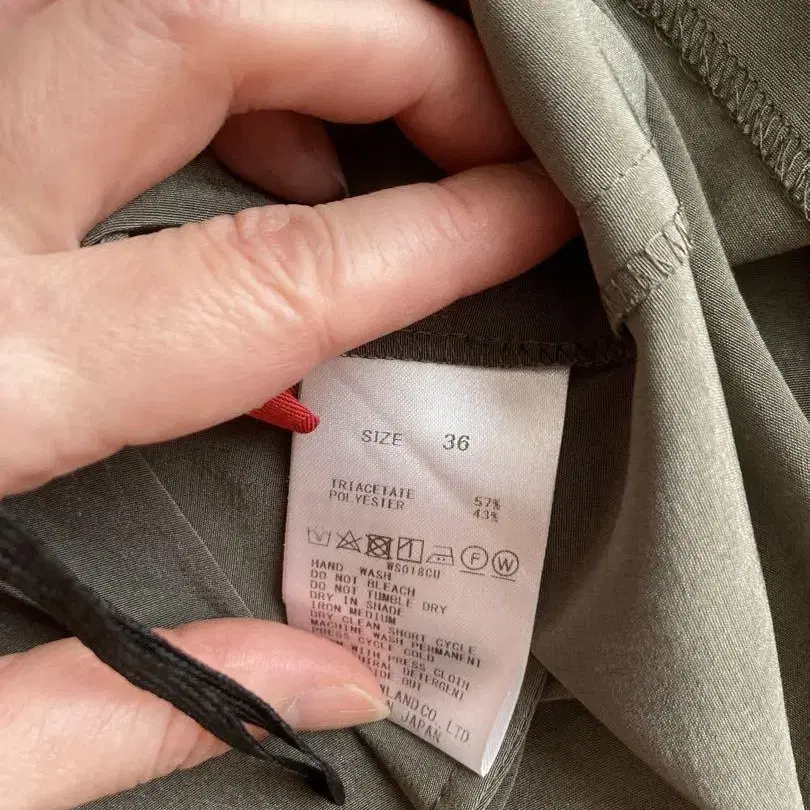 SIZE 36
TRIACETATE 57%
POLYESTER 43%
F W
WS018CU
HAND WASH
DO NOT BLEACH
DO NOT TUMBLE DRY
DRY IN SHADE
IRON MEDIUM
DRY CLEAN SHORT CYCLE
MACHINE WASH PERMANENT
PRESS CYCLE COLD
WITH PRESS CLOTH
DETERGENT
OUT
CO.,LTD
JAPAN